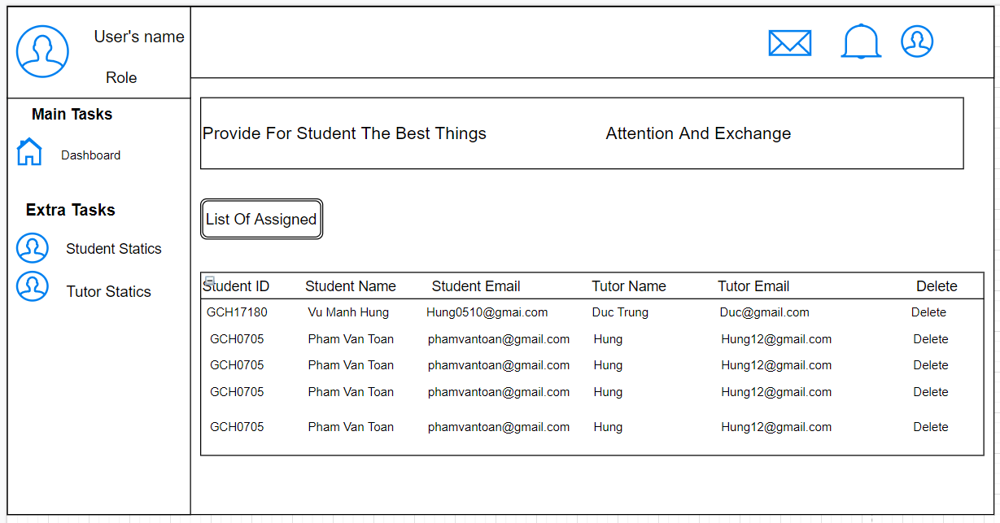 User's name
Role
Main Tasks
Dashboard
Extra Tasks
Student Statics
Tutor Statics
Provide For Student The Best Things Attention And Exchange
List Of Assigned
Student ID Student Name Student Email Tutor Name Tutor Email Delete
GCH17180 Vu Manh Hung Hung0510@gmai.com Duc Trung Duc@gmail.com Delete
GCH0705 Pham Van Toan phamvantoan@gmail.com Hung Hung12@gmail.com Delete
GCH0705 Pham Van Toan phamvantoan@gmail.com Hung Hung12@gmail.com Delete
GCH0705 Pham Van Toan phamvantoan@gmail.com Hung Hung12@gmail.com Delete
GCH0705 Pham Van Toan phamvantoan@gmail.com Hung Hung12@gmail.com Delete